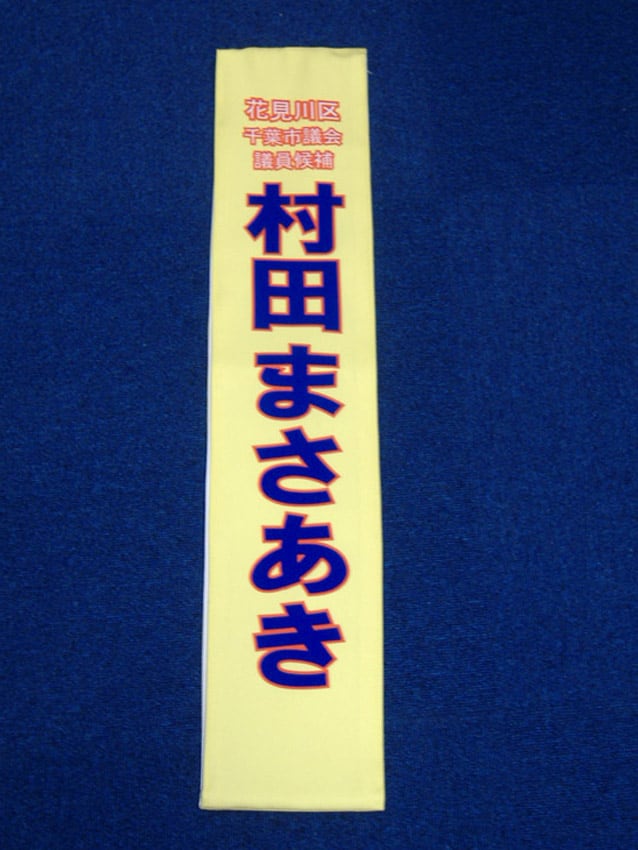 花見川区
千葉市議会
議員候補
村田まさあき